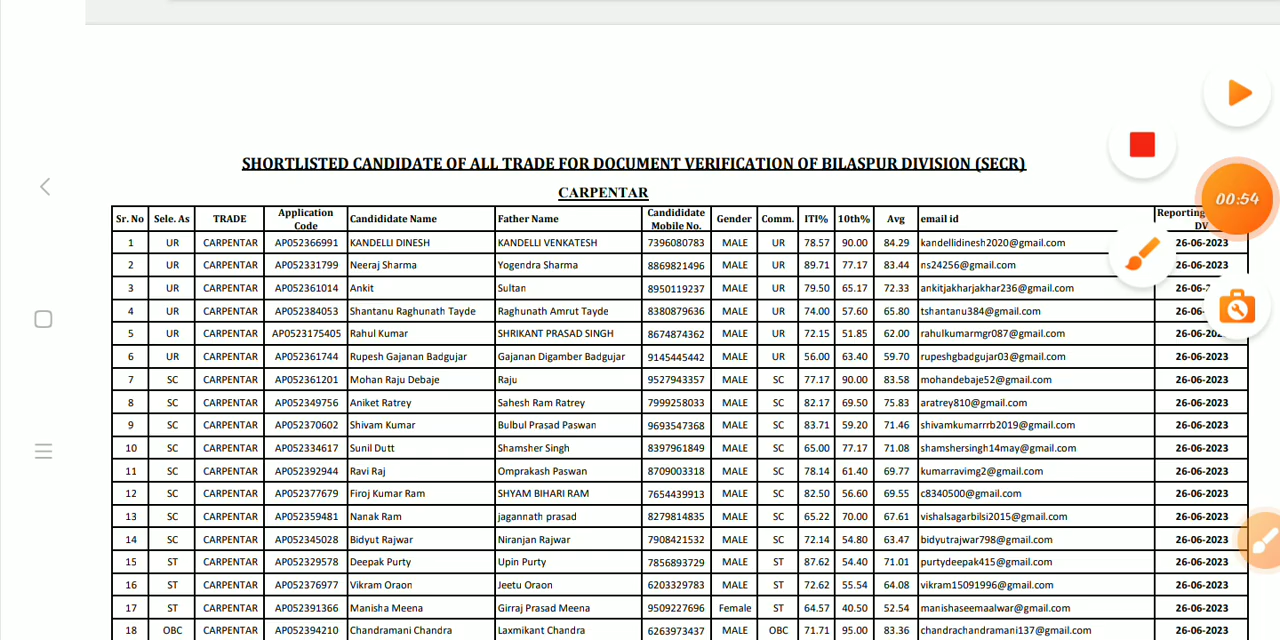 SHORTLISTED CANDIDATE OF ALL TRADE FOR DOCUMENT VERIFICATION OF BILASPUR DIVISION (SECR)
CARPENTAR
Sr. No Sele. As TRADE Application Code Candididate Name Father Name Candididate Mobile No. Gender Comm. ITI% 10th% Avg email id Reporting DV
1 UR CARPENTAR AP052366991 KANDELLI DINESH KANDELLI VENKATESH 7396080783 MALE UR 78.57 90.00 84.29 kandellidinesh2020@gmail.com 26-06-2023
2 UR CARPENTAR AP052331799 Neeraj Sharma Yogendra Sharma 8869821496 MALE UR 89.71 77.17 83.44 ns24256@gmail.com 26-06-2023
3 UR CARPENTAR AP052361014 Ankit Sultan 8950119237 MALE UR 79.50 65.17 72.33 ankitjakharjakhar236@gmail.com 26-06-2
4 UR CARPENTAR AP052384053 Shantanu Raghunath Tayde Raghunath Amrut Tayde 8380879636 MALE UR 74.00 57.60 65.80 tshantanu384@gmail.com 26-06-
5 UR CARPENTAR AP0523175405 Rahul Kumar SHRIKANT PRASAD SINGH 8674874362 MALE UR 72.15 51.85 62.00 rahulkumarmgr087@gmail.com 26-06-202
6 UR CARPENTAR AP052361744 Rupesh Gajanan Badgujar Gajanan Digamber Badgujar 9145445442 MALE UR 56.00 63.40 59.70 rupeshgbadgujar03@gmail.com 26-06-2023
7 SC CARPENTAR AP052361201 Mohan Raju Debaje Raju 9527943357 MALE SC 77.17 90.00 83.58 mohandebaje52@gmail.com 26-06-2023
8 SC CARPENTAR AP052349756 Aniket Ratrey Sahesh Ram Ratrey 7999258033 MALE SC 82.17 69.50 75.83 aratrey810@gmail.com 26-06-2023
9 SC CARPENTAR AP052370602 Shivam Kumar Bulbul Prasad Paswan 9693547368 MALE SC 83.71 59.20 71.46 shivamkumarrrb2019@gmail.com 26-06-2023
10 SC CARPENTAR AP052334617 Sunil Dutt Shamsher Singh 8397961849 MALE SC 65.00 77.17 71.08 shamshersingh14may@gmail.com 26-06-2023
11 SC CARPENTAR AP052392944 Ravi Raj Omprakash Paswan 8709003318 MALE SC 78.14 61.40 69.77 kumarravimg2@gmail.com 26-06-2023
12 SC CARPENTAR AP052377679 Firoj Kumar Ram SHYAM BIHARI RAM 7654439913 MALE SC 82.50 56.60 69.55 c8340500@gmail.com 26-06-2023
13 SC CARPENTAR AP052359481 Nanak Ram jagannath prasad 8279814835 MALE SC 65.22 70.00 67.61 vishalsagarbilsi2015@gmail.com 26-06-2023
14 SC CARPENTAR AP052345028 Bidyut Rajwar Niranjan Rajwar 7908421532 MALE SC 72.14 54.80 63.47 bidyutrajwar798@gmail.com 26-06-2023
15 ST CARPENTAR AP052329578 Deepak Purty Upin Purty 7856893729 MALE ST 87.62 54.40 71.01 purtydeepak415@gmail.com 26-06-2023
16 ST CARPENTAR AP052376977 Vikram Oraon Jeetu Oraon 6203329783 MALE ST 72.62 55.54 64.08 vikram15091996@gmail.com 26-06-2023
17 ST CARPENTAR AP052391366 Manisha Meena Girraj Prasad Meena 9509227696 Female ST 64.57 40.50 52.54 manishaseemaalwar@gmail.com 26-06-2023
18 OBC CARPENTAR AP052394210 Chandramani Chandra Laxmikant Chandra 6263973437 MALE OBC 71.71 95.00 83.36 chandrachandramani137@gmail.com 26-06-2023
00:54